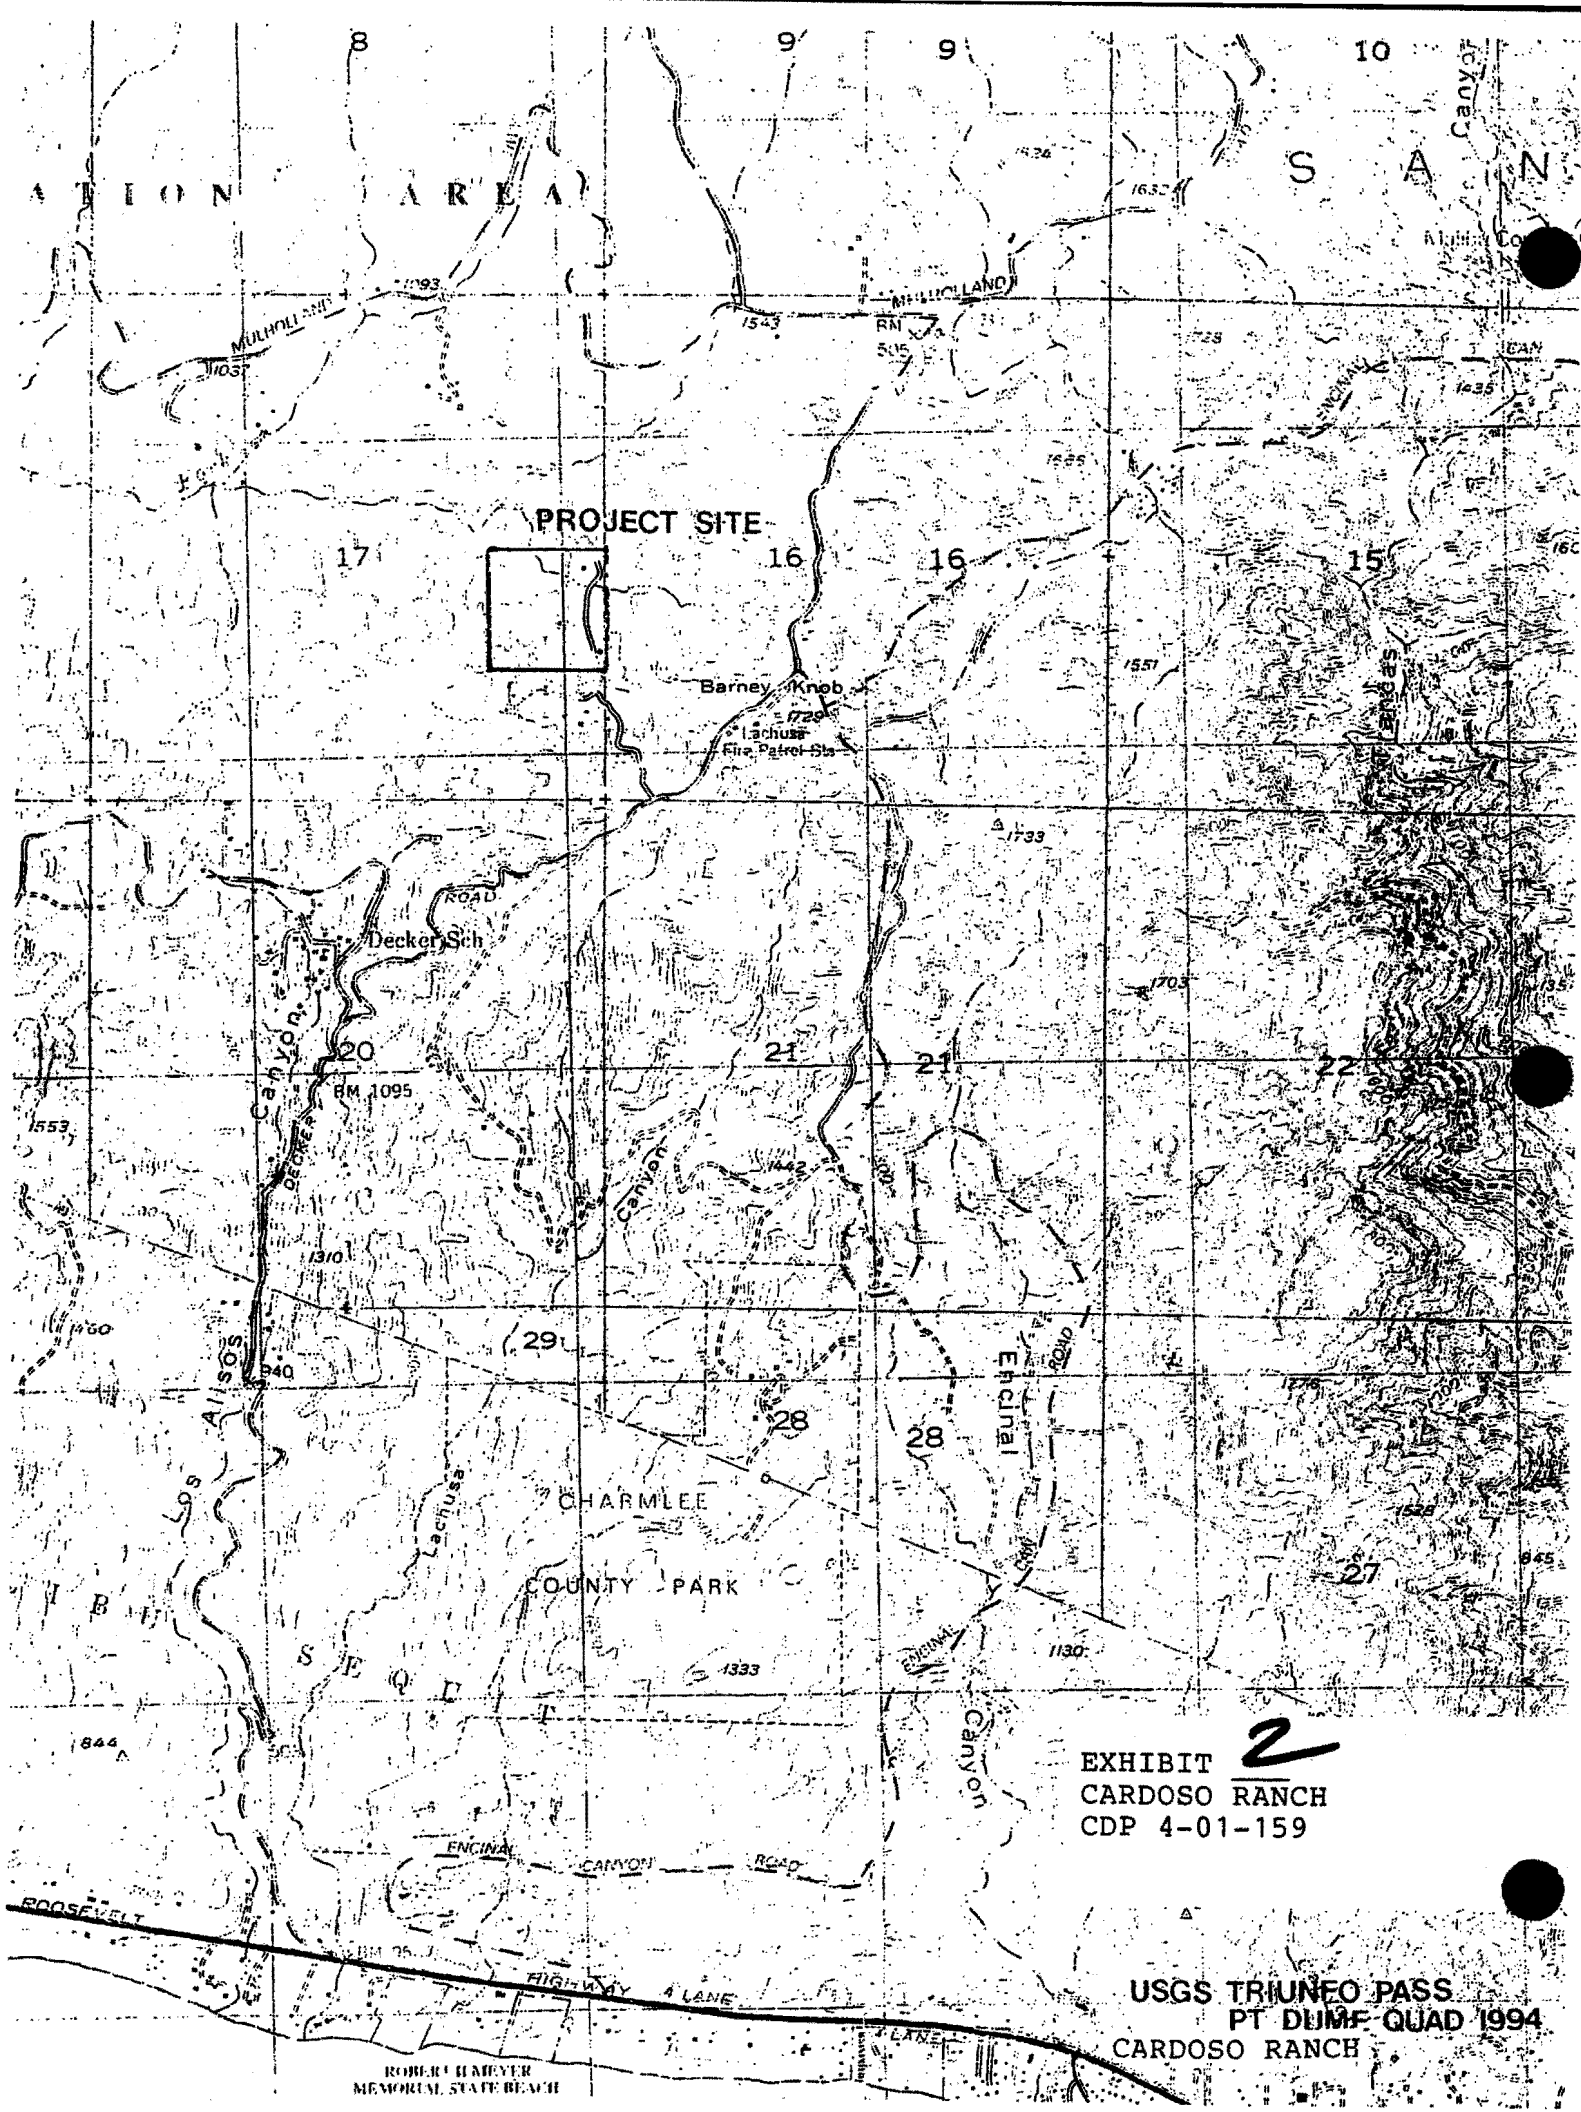 8
9
9
10
Canyon
ATION AREA
S A N
1632
1093
MULHOLLAND
1037
MULHOLLAND
1543
BM
505
1728
ENCINAL
CAN
1435
PROJECT SITE
17
16
16
15
1551
Barney Knob
1729
Lachusa
Fire Patrol Sta
1733
ROAD
Decker Sch
1703
Canyon
20
21
21
22
BM 1095
1553
DECKER
Canyon
1442
1310
1460
29
ROAD
Encinal
940
Alisos
28
28
Los
Lachusa
CHARMLEE
COUNTY PARK
27
845
S E Q U I T
1333
ENCINAL
CAN
1130
844
Canyon
EXHIBIT 2
CARDOSO RANCH
CDP 4-01-159
ENCINAL CANYON ROAD
ROOSEVELT
HIGHWAY 4 LANE
LANE
USGS TRIUNFO PASS
PT DUME QUAD 1994
CARDOSO RANCH
ROBERT H MEYER
MEMORIAL STATE BEACH